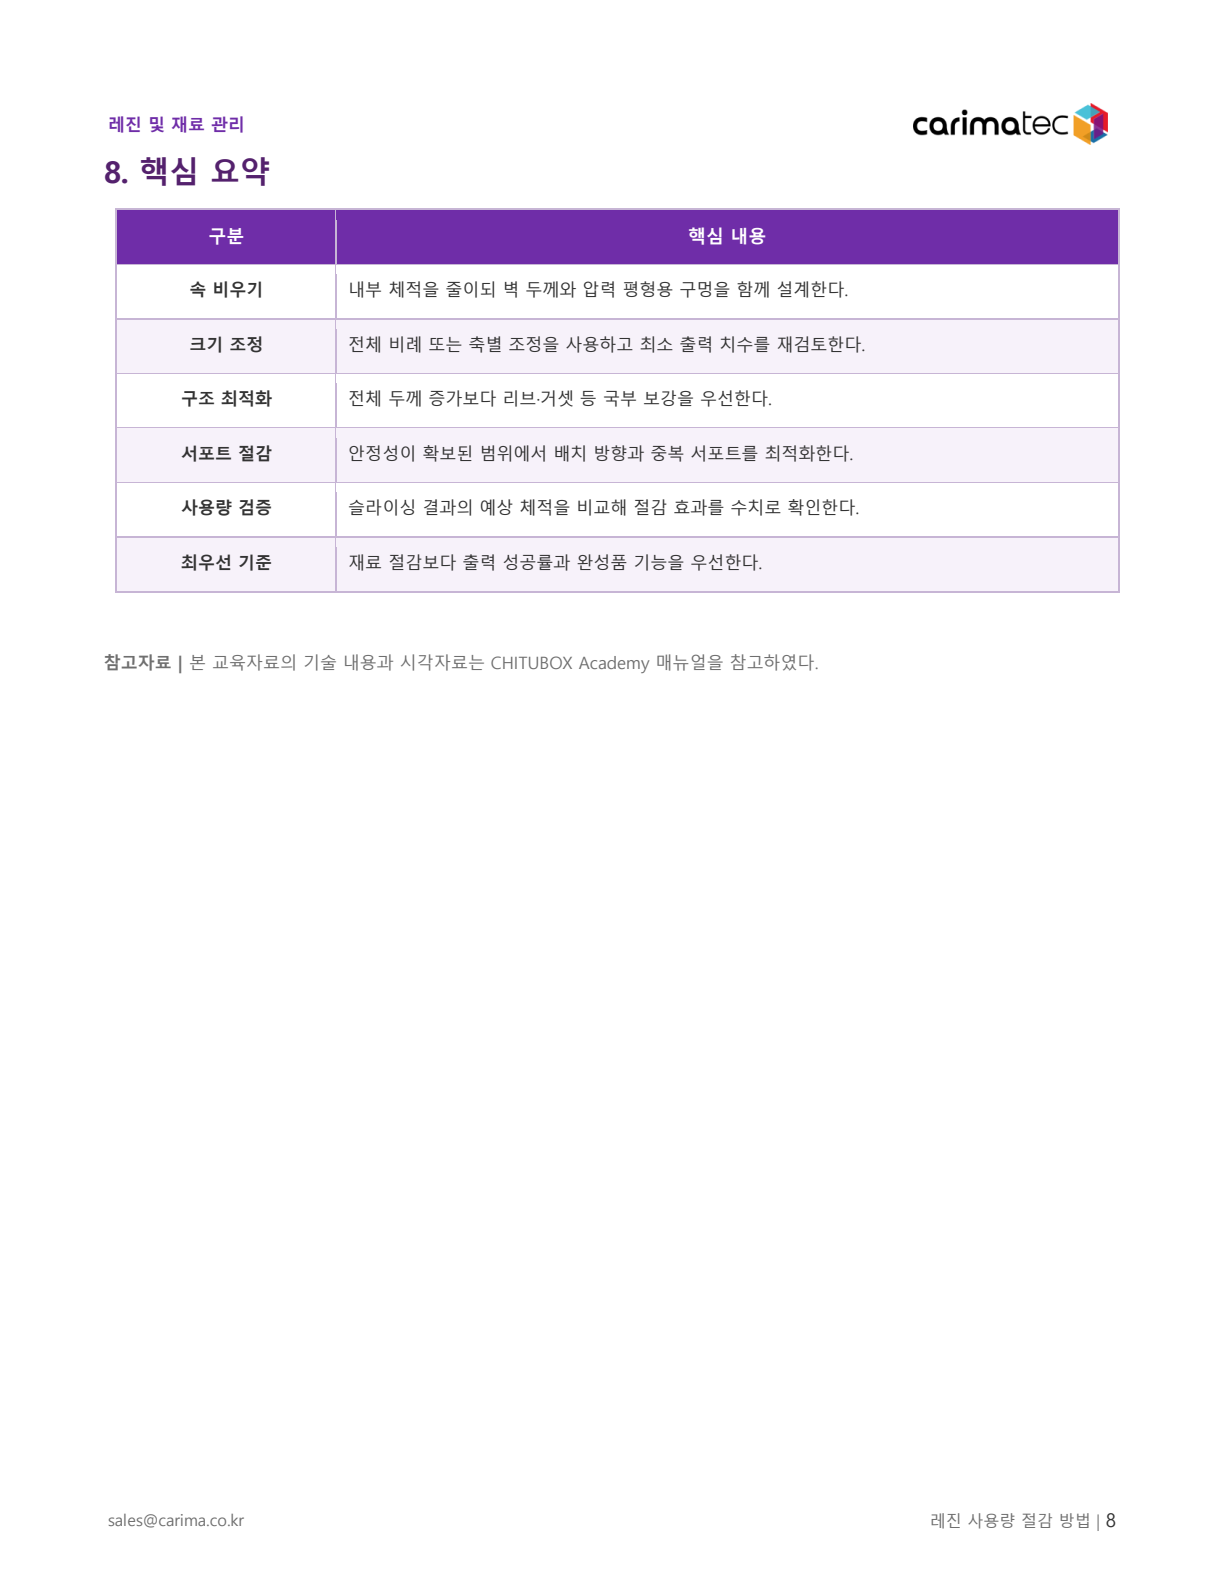 레진 및 재료 관리
carimatec
8. 핵심 요약
구분 핵심 내용
속 비우기 내부 체적을 줄이되 벽 두께와 압력 평형용 구멍을 함께 설계한다.
크기 조정 전체 비례 또는 축별 조정을 사용하고 최소 출력 치수를 재검토한다.
구조 최적화 전체 두께 증가보다 리브·거셋 등 국부 보강을 우선한다.
서포트 절감 안정성이 확보된 범위에서 배치 방향과 중복 서포트를 최적화한다.
사용량 검증 슬라이싱 결과의 예상 체적을 비교해 절감 효과를 수치로 확인한다.
최우선 기준 재료 절감보다 출력 성공률과 완성품 기능을 우선한다.
참고자료 | 본 교육자료의 기술 내용과 시각자료는 CHITUBOX Academy 매뉴얼을 참고하였다.
sales@carima.co.kr
레진 사용량 절감 방법 | 8